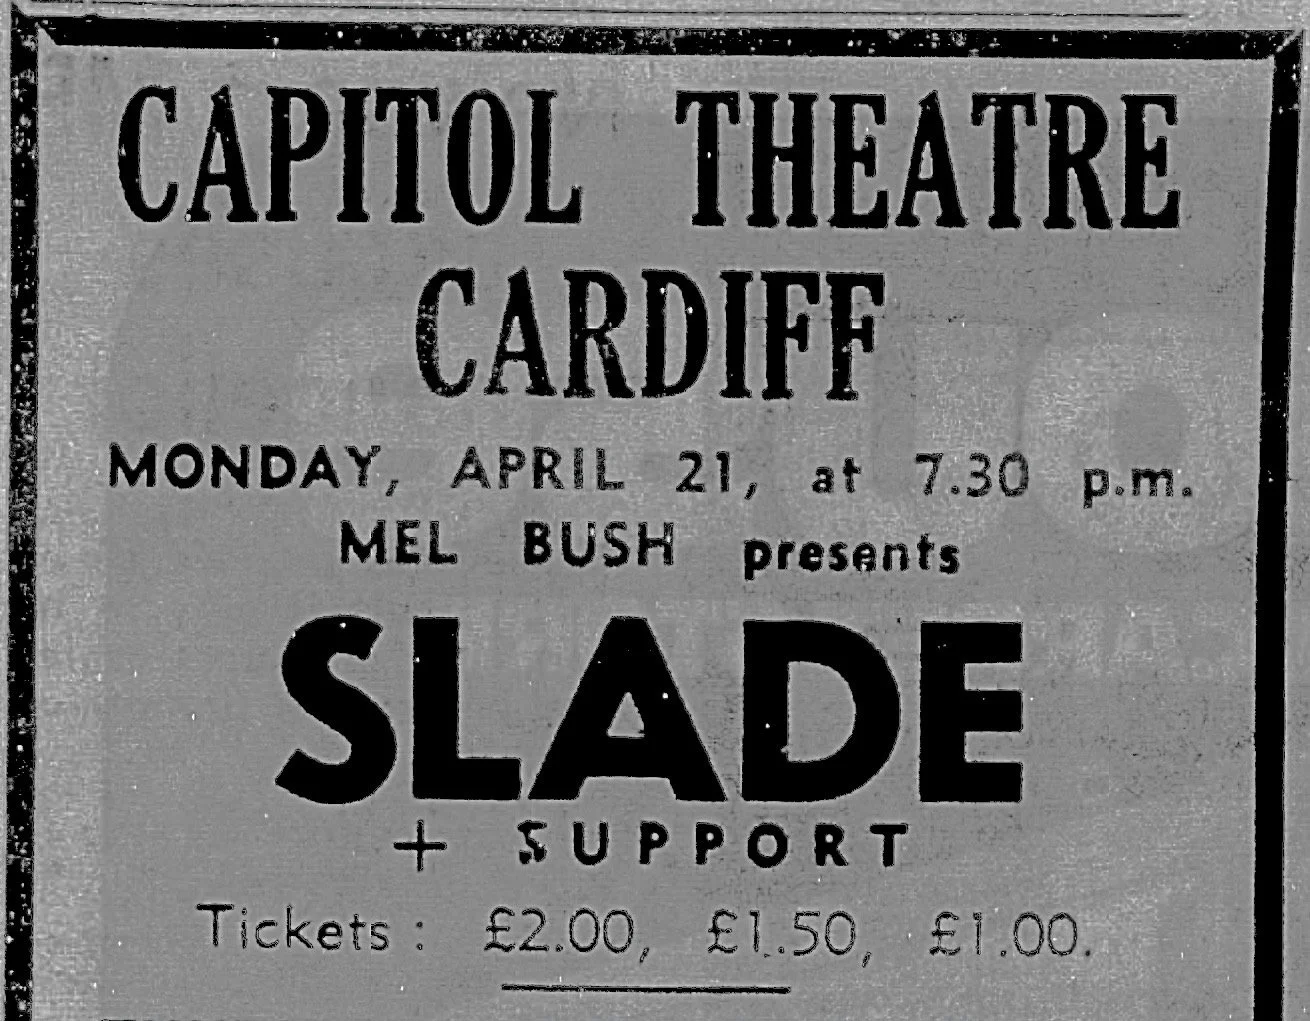 CAPITOL THEATRE
CARDIFF
MONDAY, APRIL 21, at 7.30 p.m.
MEL BUSH presents
SLADE
+ SUPPORT
Tickets : £2.00, £1.50, £1.00.